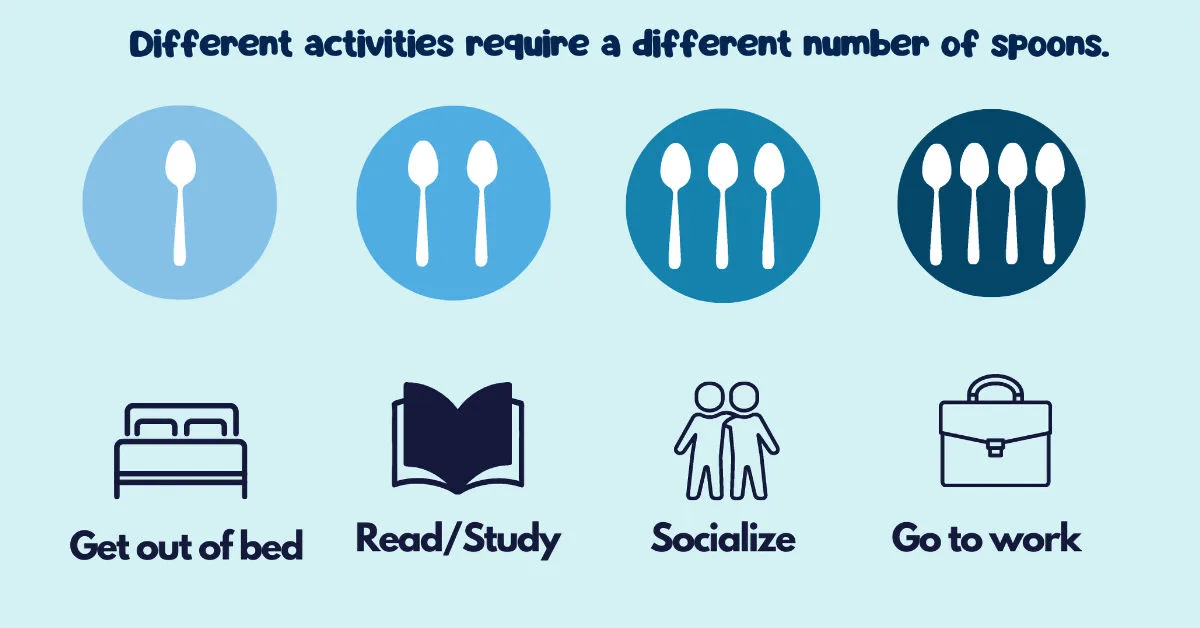 Different activities require a different number of spoons.
Get out of bed
Read/Study
Socialize
Go to work